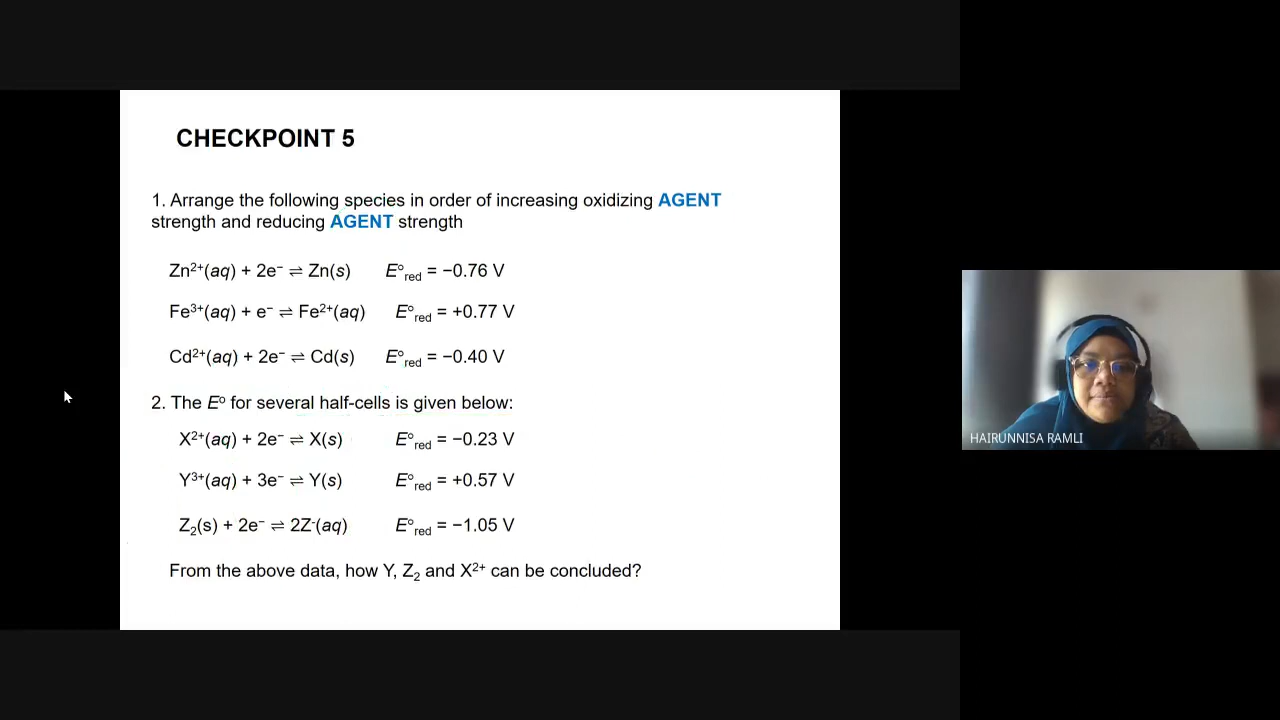 CHECKPOINT 5
1. Arrange the following species in order of increasing oxidizing AGENT
strength and reducing AGENT strength
Zn²⁺(aq) + 2e⁻ ⇌ Zn(s) E°red = −0.76 V
Fe³⁺(aq) + e⁻ ⇌ Fe²⁺(aq) E°red = +0.77 V
Cd²⁺(aq) + 2e⁻ ⇌ Cd(s) E°red = −0.40 V
2. The Eº for several half-cells is given below:
X²⁺(aq) + 2e⁻ ⇌ X(s) E°red = −0.23 V
Y³⁺(aq) + 3e⁻ ⇌ Y(s) E°red = +0.57 V
Z₂(s) + 2e⁻ ⇌ 2Z⁻(aq) E°red = −1.05 V
From the above data, how Y, Z₂ and X²⁺ can be concluded?
HAIRUNNISA RAMLI